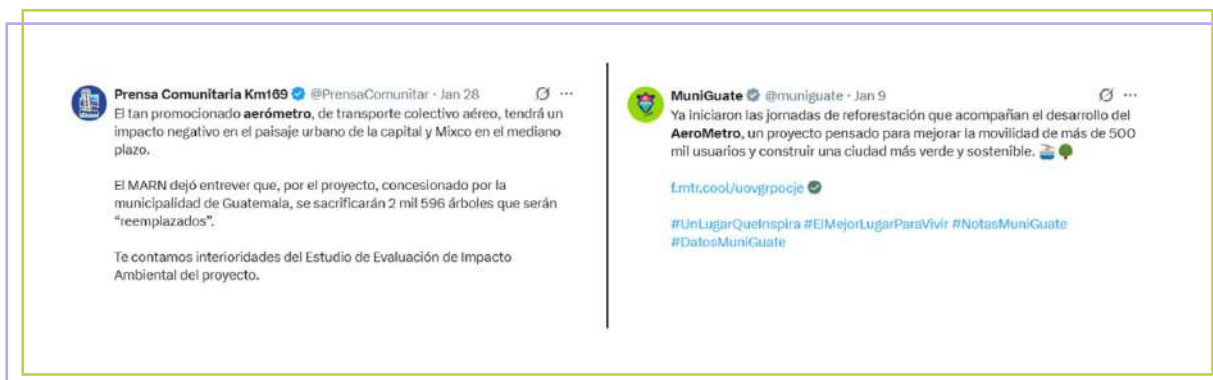 Prensa Comunitaria Km169 @PrensaComunitar · Jan 28
El tan promocionado aerómetro, de transporte colectivo aéreo, tendrá un
impacto negativo en el paisaje urbano de la capital y Mixco en el mediano
plazo.
El MARN dejó entrever que, por el proyecto, concesionado por la
municipalidad de Guatemala, se sacrificarán 2 mil 596 árboles que serán
“reemplazados”.
Te contamos interioridades del Estudio de Evaluación de Impacto
Ambiental del proyecto.
MuniGuate @muniguate · Jan 9
Ya iniciaron las jornadas de reforestación que acompañan el desarrollo del
AeroMetro, un proyecto pensado para mejorar la movilidad de más de 500
mil usuarios y construir una ciudad más verde y sostenible.
f.mtr.cool/uovgrpocje
#UnLugarQueInspira #ElMejorLugarParaVivir #NotasMuniGuate
#DatosMuniGuate